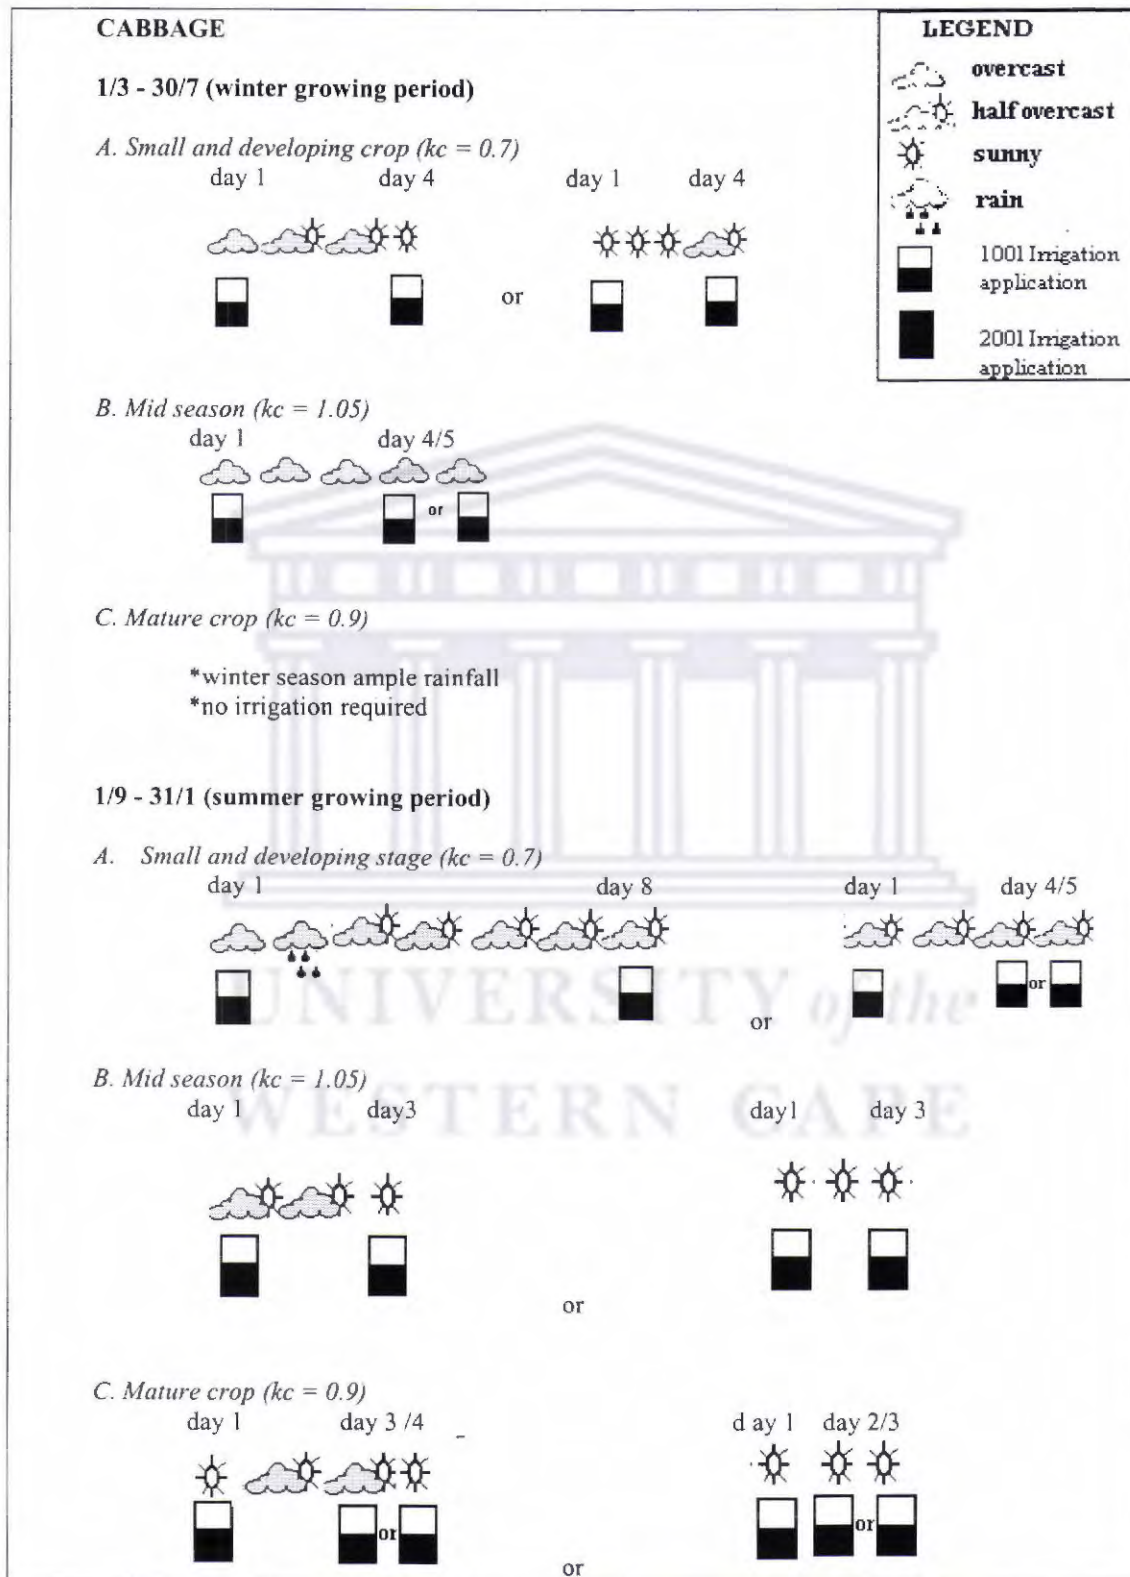 CABBAGE
1/3 - 30/7 (winter growing period)
A. Small and developing crop (kc = 0.7)
day 1 day 4 day 1 day 4
or
B. Mid season (kc = 1.05)
day 1 day 4/5
or
C. Mature crop (kc = 0.9)
*winter season ample rainfall
*no irrigation required
1/9 - 31/1 (summer growing period)
A. Small and developing stage (kc = 0.7)
day 1 day 8 day 1 day 4/5
or
or
B. Mid season (kc = 1.05)
day 1 day3 day1 day 3
or
C. Mature crop (kc = 0.9)
day 1 day 3 /4 d ay 1 day 2/3
or or
or
LEGEND
overcast
half overcast
sunny
rain
100l Irrigation
application
200l Irrigation
application
UNIVERSITY of the
WESTERN CAPE